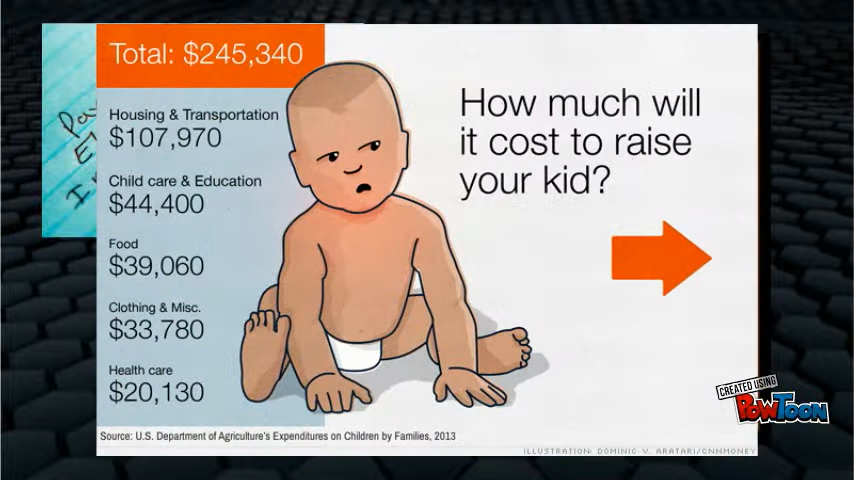 Total: $245,340
Housing & Transportation
$107,970
Child care & Education
$44,400
Food
$39,060
Clothing & Misc.
$33,780
Health care
$20,130
How much will
it cost to raise
your kid?
Source: U.S. Department of Agriculture's Expenditures on Children by Families, 2013
ILLUSTRATION: DOMINIC V. ARATARI/CNNMONEY
CREATED USING
POWTOON